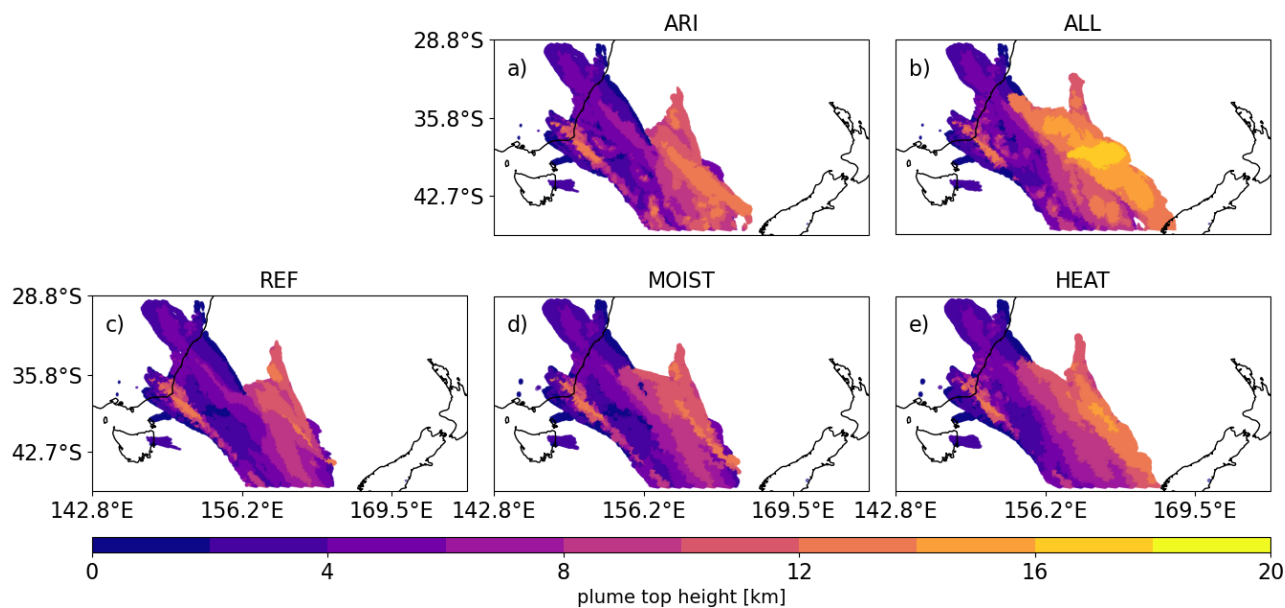 ARI ALL
28.8°S
a) b)
35.8°S
42.7°S
REF MOIST HEAT
28.8°S
c) d) e)
35.8°S
42.7°S
142.8°E 156.2°E 169.5°E 142.8°E 156.2°E 169.5°E 142.8°E 156.2°E 169.5°E
0 4 8 12 16 20
plume top height [km]